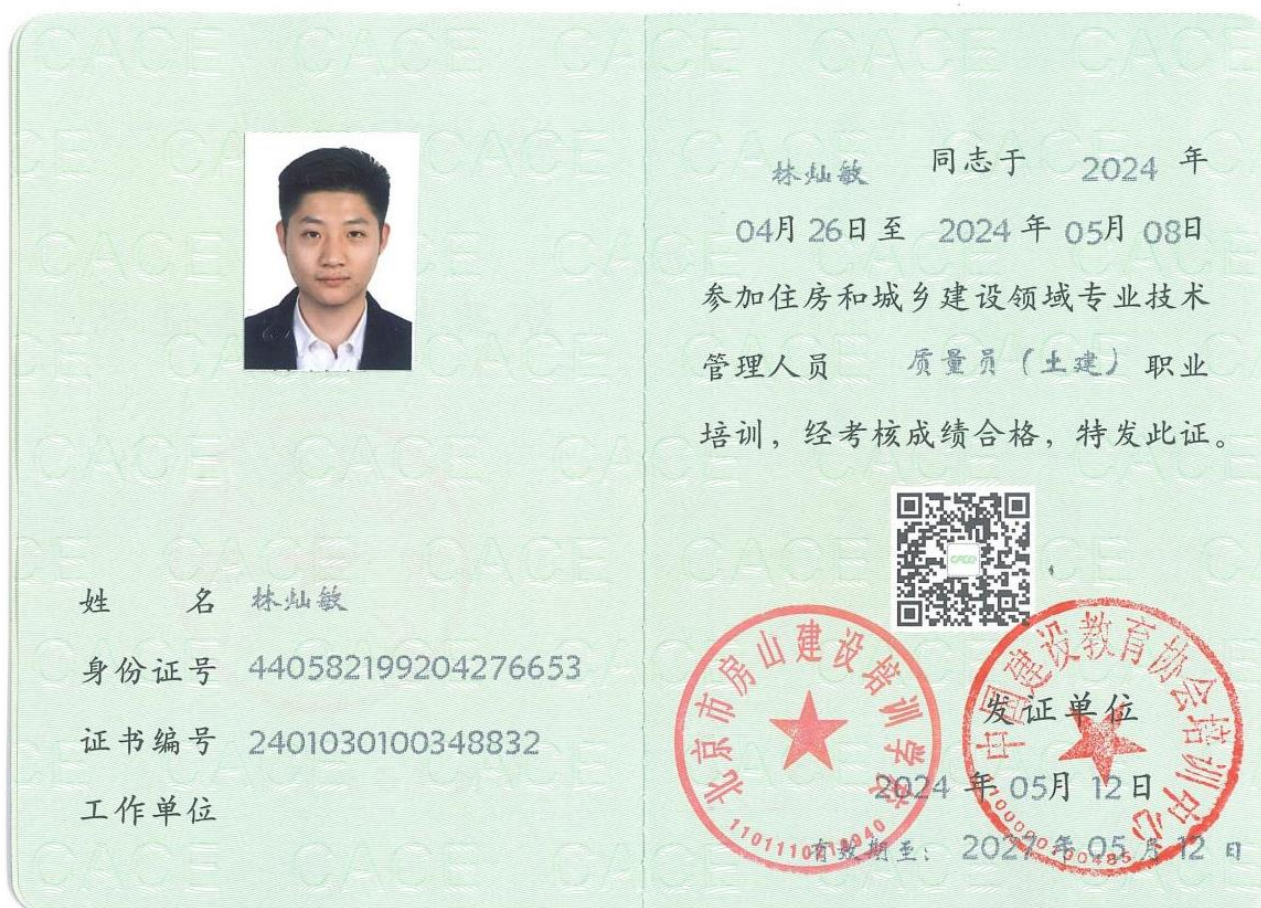 姓 名 林灿敏
身份证号 440582199204276653
证书编号 2401030100348832
工作单位
林灿敏 同志于 2024 年
04月 26日 至 2024 年 05月 08日
参加住房和城乡建设领域专业技术
管理人员 质量员（土建）职业
培训，经考核成绩合格，特发此证。
CACE
北京市房山建设培训学校
中国建设教育协会培训中心
发证单位
2024 年 05月 12日
有效期至： 2027 年 05 月 12 日